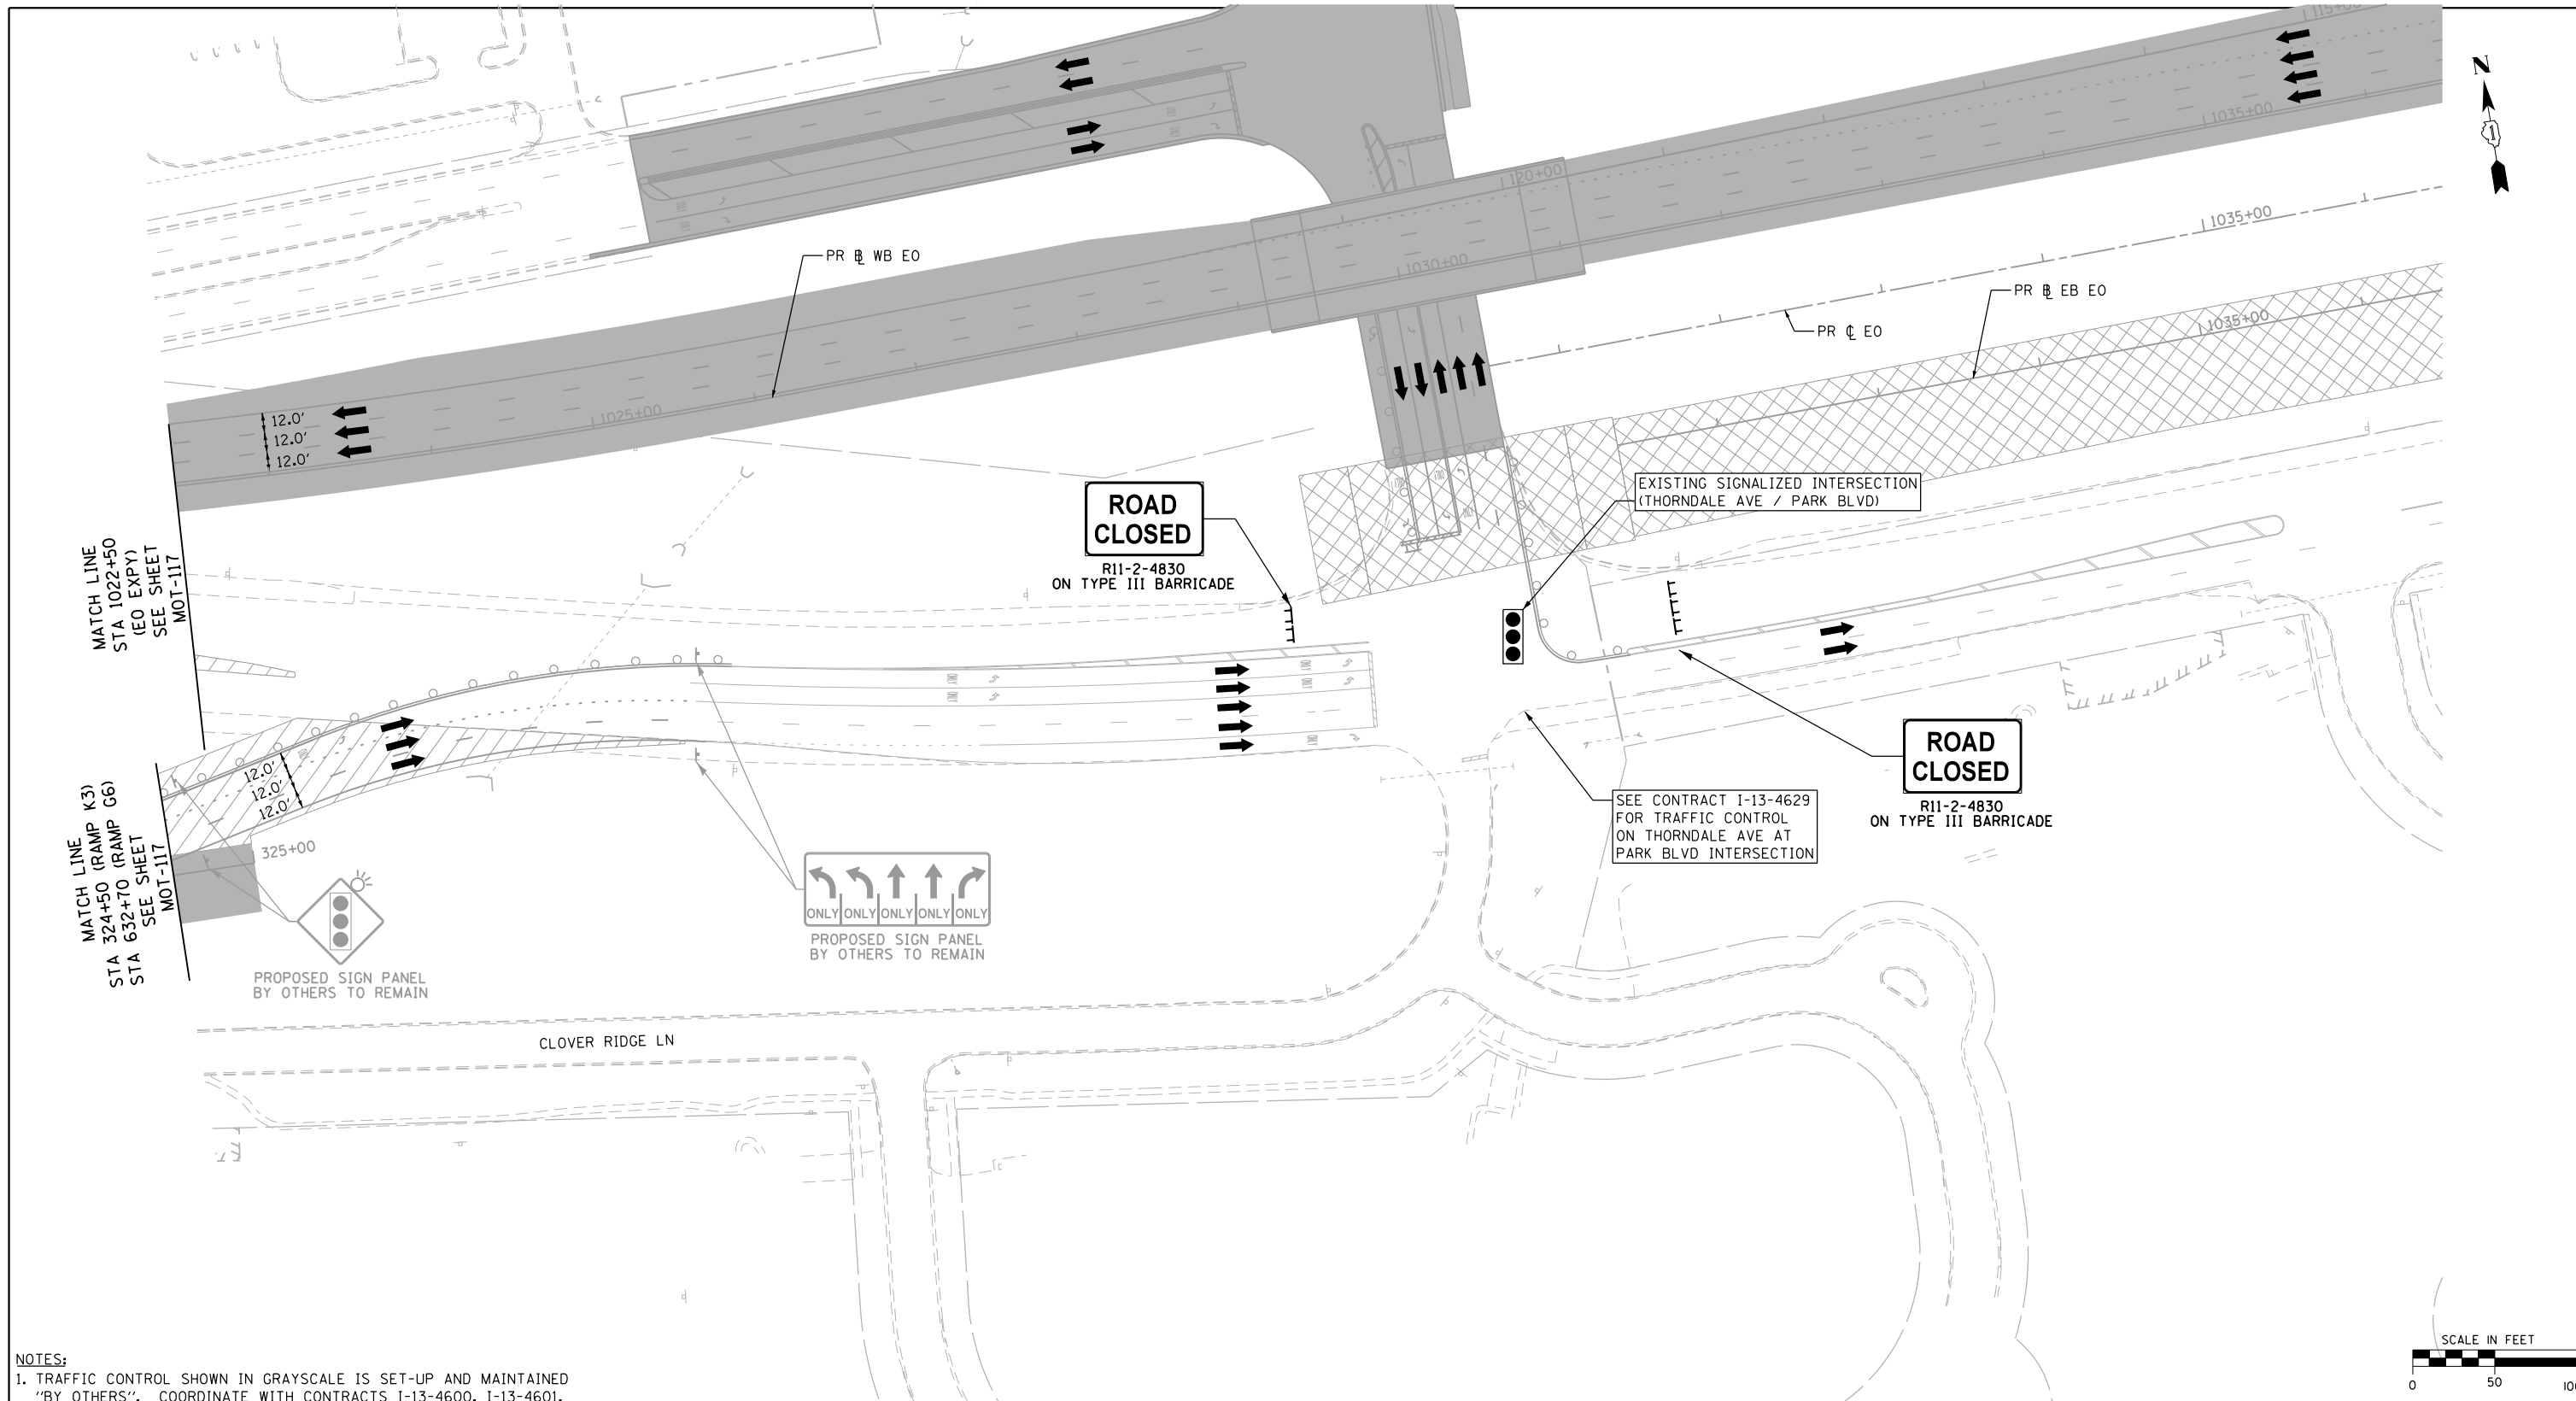 115+00
N
1
1035+00
120+00
1035+00
PR BL WB EO
1030+00
PR BL EB EO
1035+00
PR CL EO
12.0'
12.0'
12.0'
1025+00
ROAD
CLOSED
R11-2-4830
ON TYPE III BARRICADE
EXISTING SIGNALIZED INTERSECTION
(THORNDALE AVE / PARK BLVD)
MATCH LINE
STA 1022+50
(EO EXPY)
SEE SHEET
MOT-117
12.0'
12.0'
12.0'
MATCH LINE
STA 324+50 (RAMP K3)
STA 632+70 (RAMP G6)
SEE SHEET
MOT-117
325+00
PROPOSED SIGN PANEL
BY OTHERS TO REMAIN
ONLY ONLY ONLY ONLY ONLY
PROPOSED SIGN PANEL
BY OTHERS TO REMAIN
SEE CONTRACT I-13-4629
FOR TRAFFIC CONTROL
ON THORNDALE AVE AT
PARK BLVD INTERSECTION
ROAD
CLOSED
R11-2-4830
ON TYPE III BARRICADE
CLOVER RIDGE LN
NOTES:
1. TRAFFIC CONTROL SHOWN IN GRAYSCALE IS SET-UP AND MAINTAINED
"BY OTHERS". COORDINATE WITH CONTRACTS I-13-4600, I-13-4601,
SCALE IN FEET
0 50